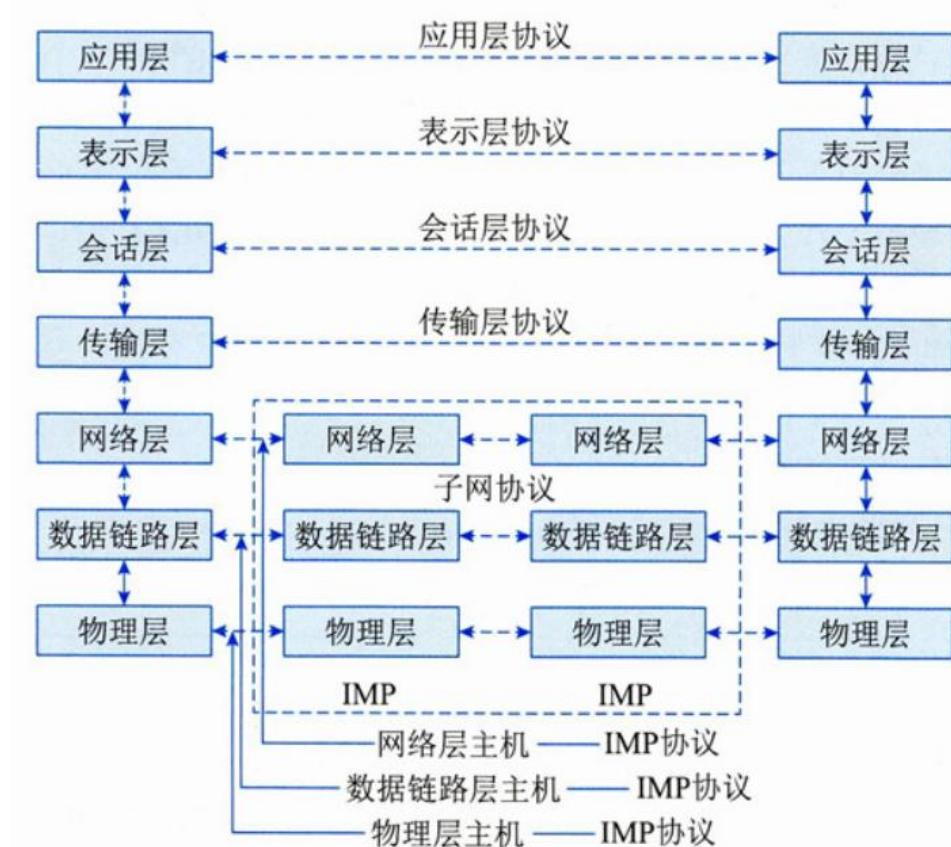 应用层 应用层协议 应用层
表示层 表示层协议 表示层
会话层 会话层协议 会话层
传输层 传输层协议 传输层
网络层 网络层 网络层 网络层
子网协议
数据链路层 数据链路层 数据链路层 数据链路层
物理层 物理层 物理层 物理层
IMP IMP
网络层主机 IMP协议
数据链路层主机 IMP协议
物理层主机 IMP协议